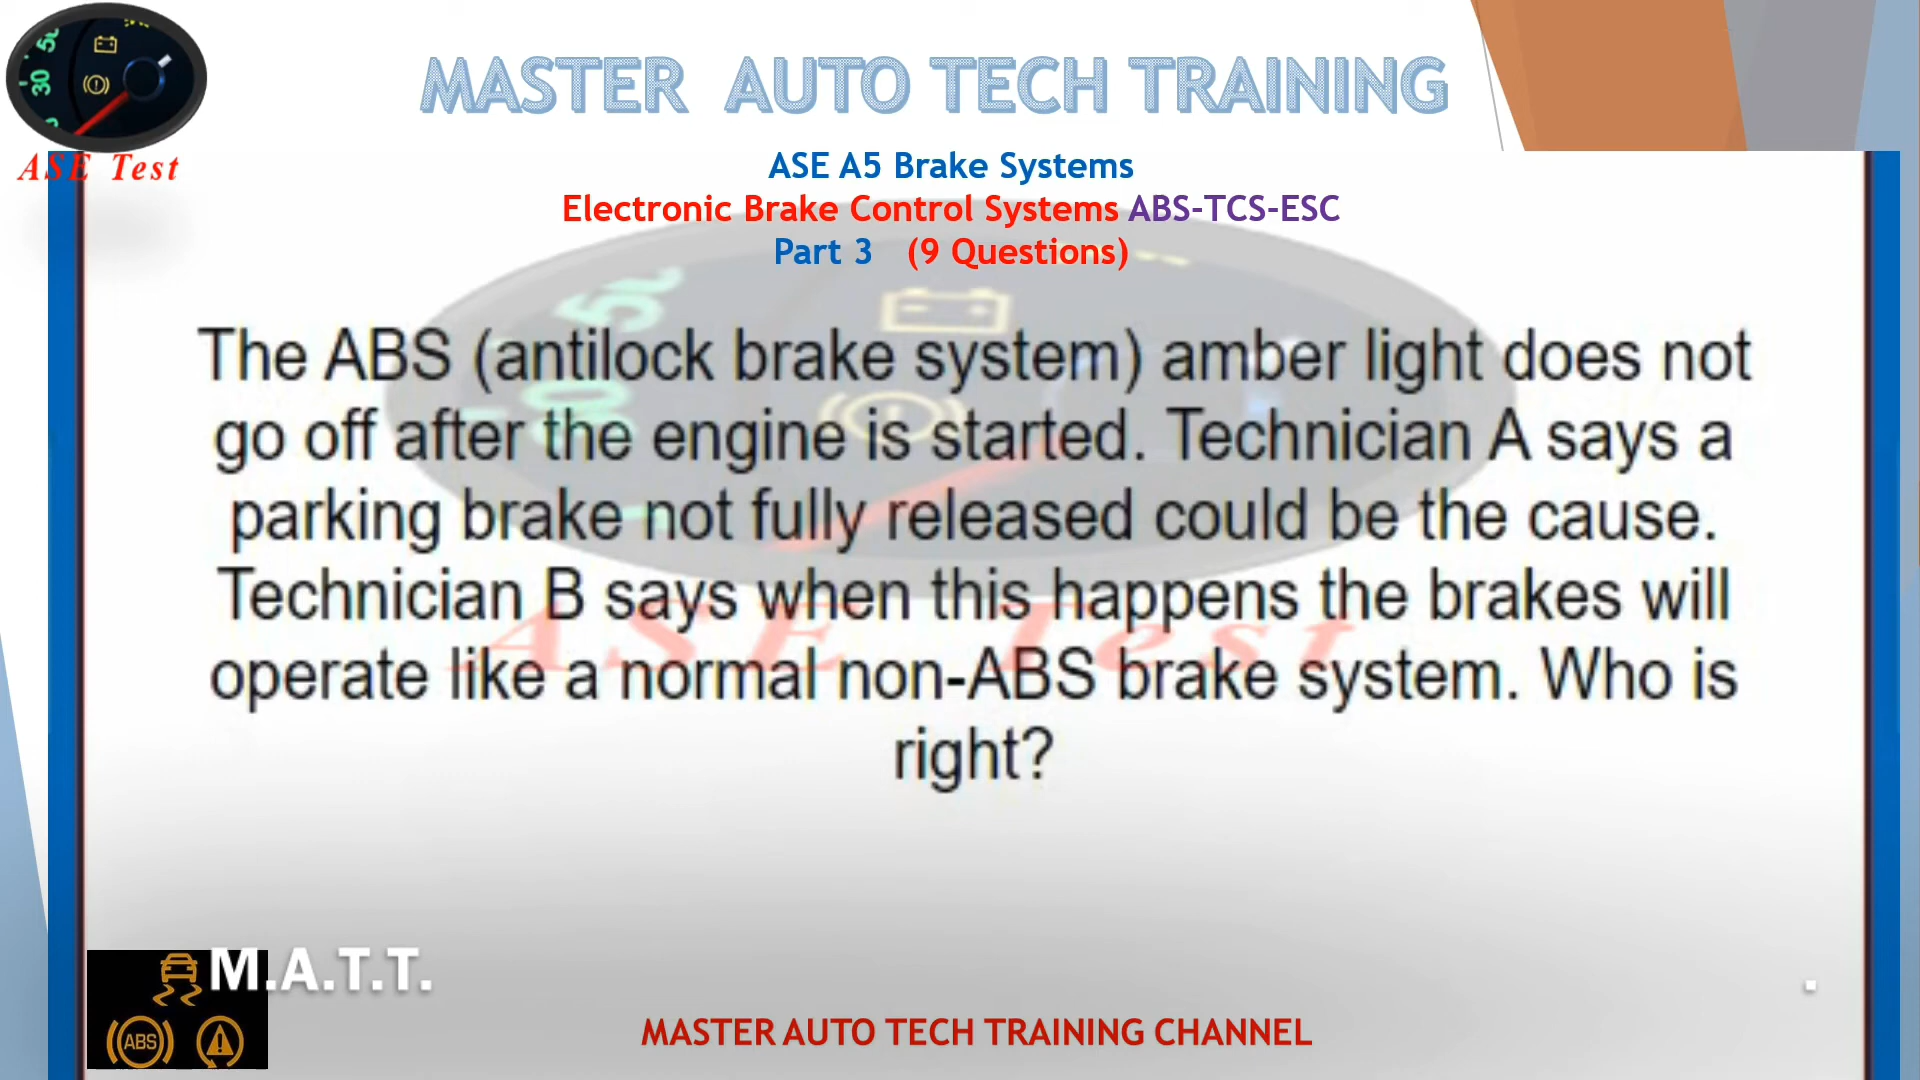 MASTER AUTO TECH TRAINING
ASE Test
ASE A5 Brake Systems
Electronic Brake Control Systems ABS-TCS-ESC
Part 3 (9 Questions)
The ABS (antilock brake system) amber light does not
go off after the engine is started. Technician A says a
parking brake not fully released could be the cause.
Technician B says when this happens the brakes will
operate like a normal non-ABS brake system. Who is
right?
ASE Test
M.A.T.T.
ABS
MASTER AUTO TECH TRAINING CHANNEL